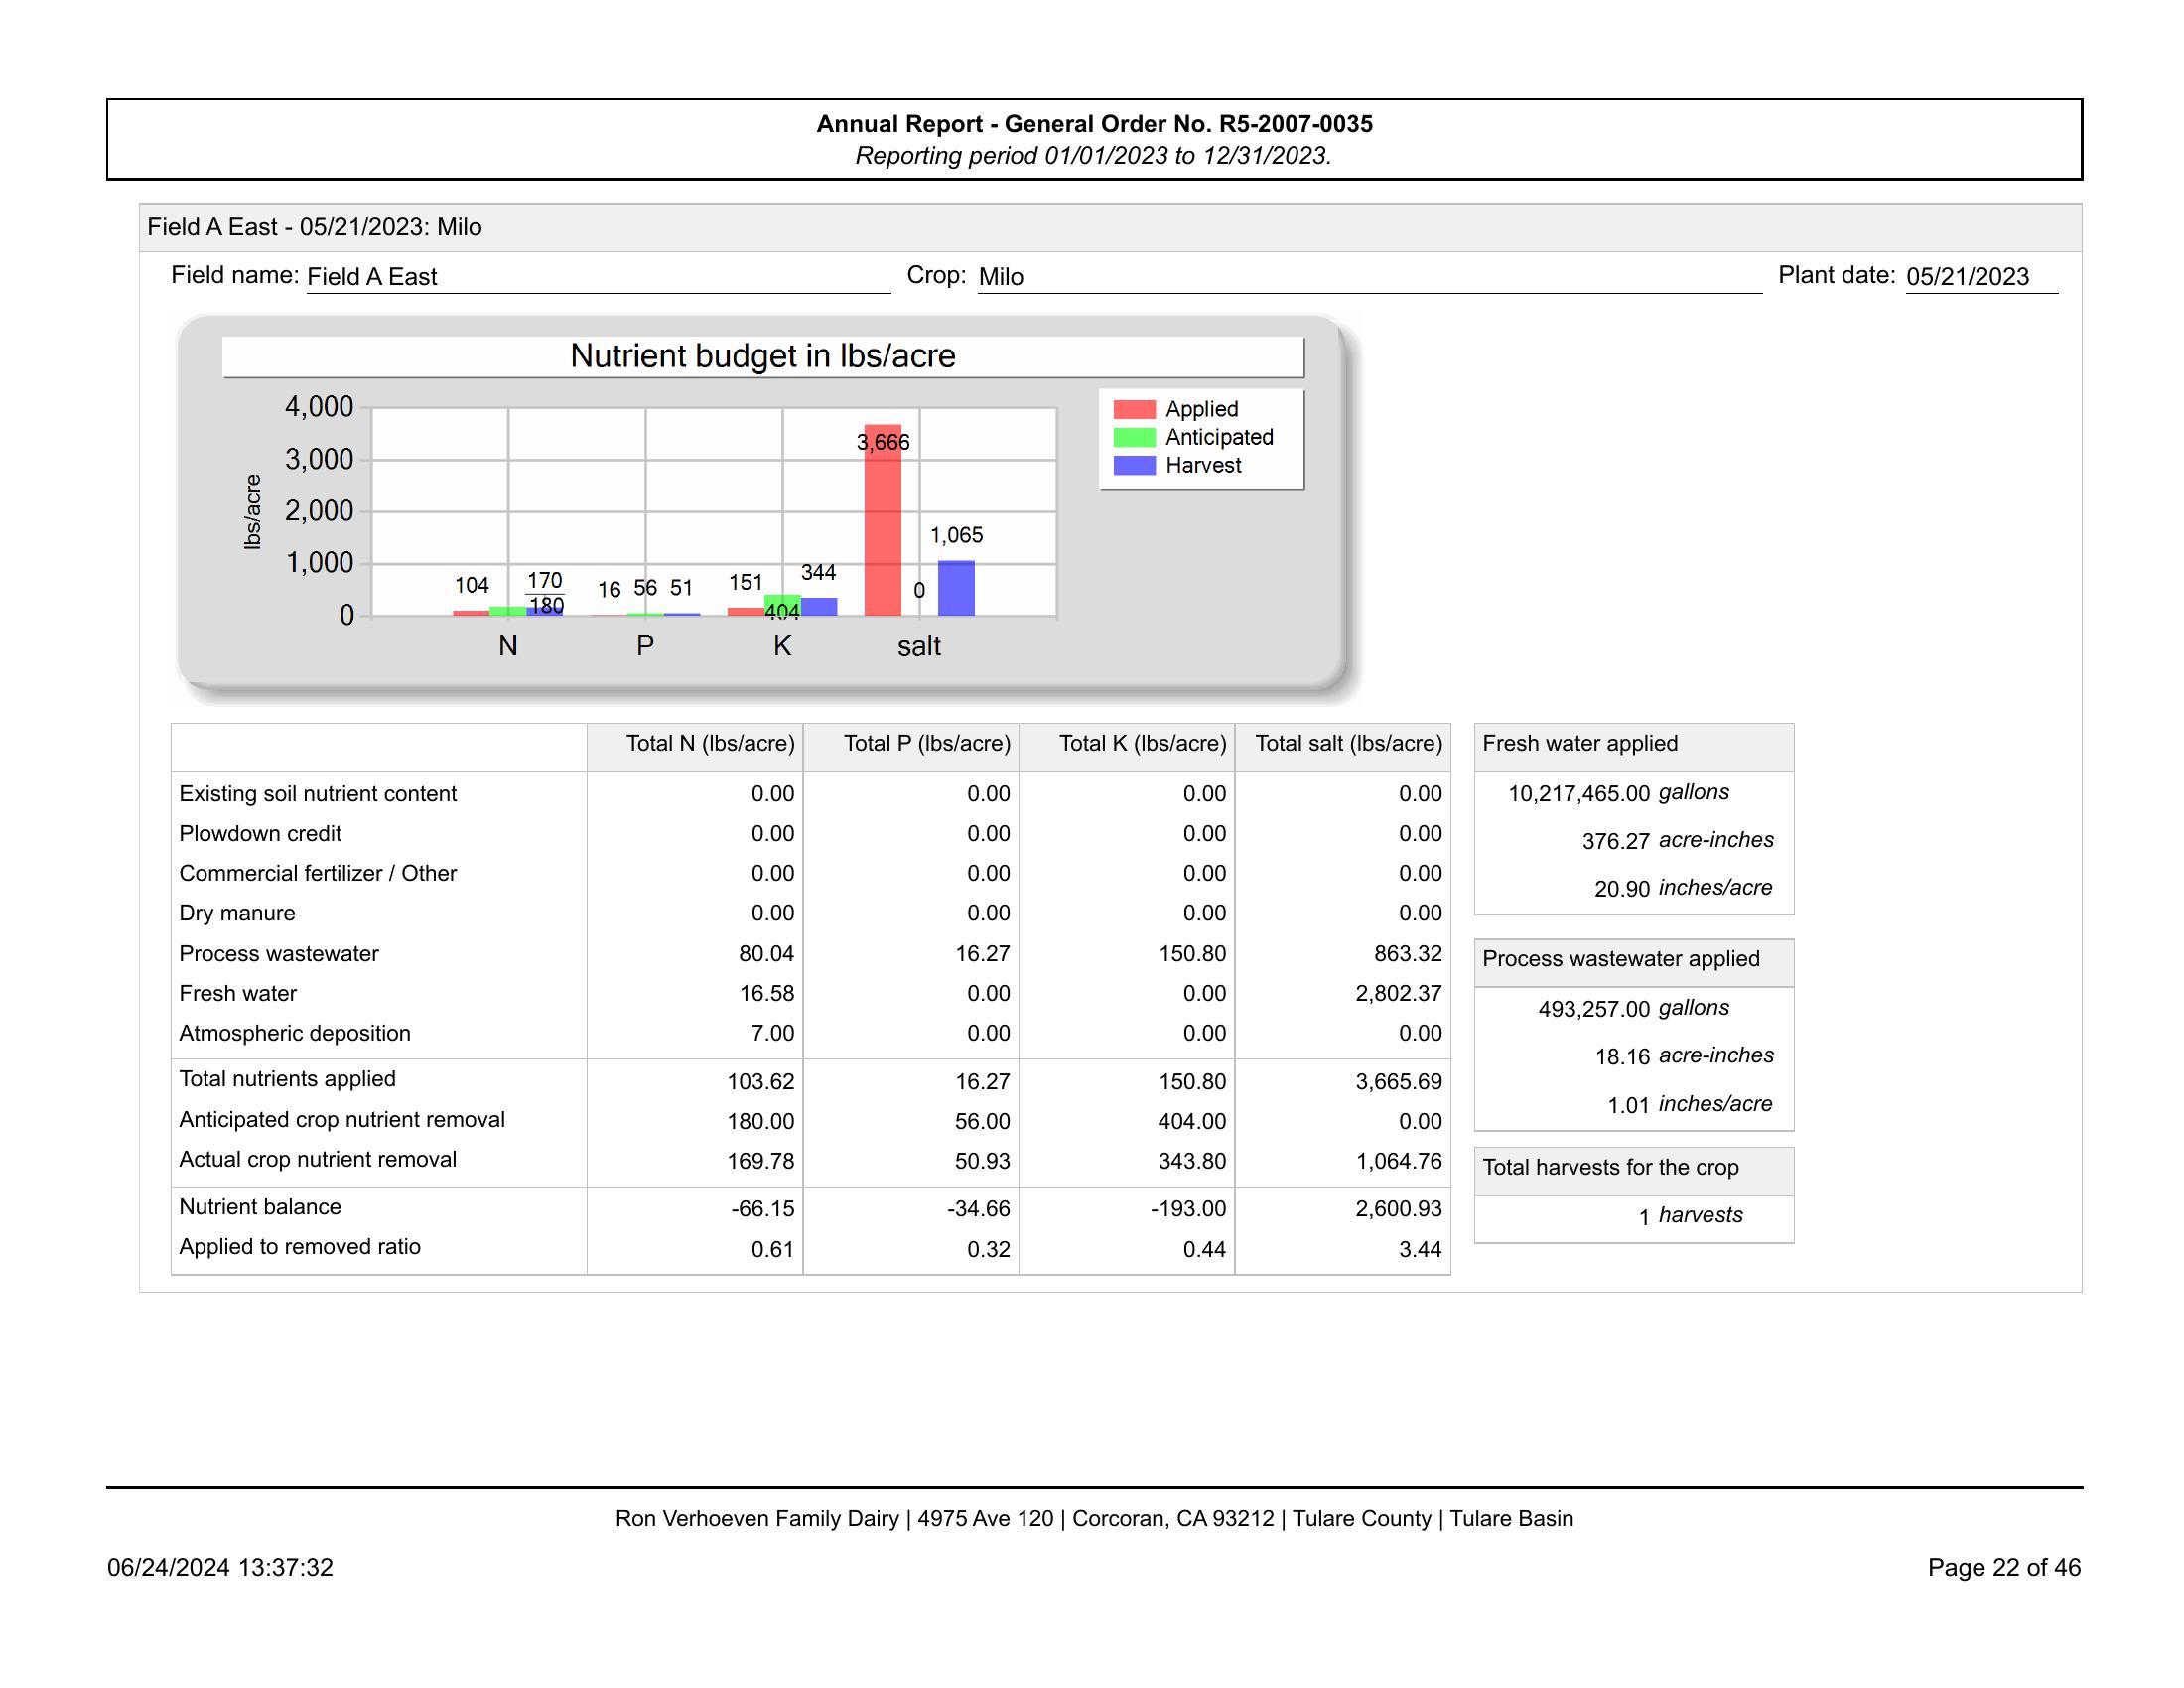 Annual Report - General Order No. R5-2007-0035
Reporting period 01/01/2023 to 12/31/2023.
Field A East - 05/21/2023: Milo
Field name: Field A East Crop: Milo Plant date: 05/21/2023
Nutrient budget in lbs/acre
lbs/acre
4,000
3,000
2,000
1,000
0
104 170 180 16 56 51 151 404 344 3,666 0 1,065
N P K salt
Applied
Anticipated
Harvest
Total N (lbs/acre) Total P (lbs/acre) Total K (lbs/acre) Total salt (lbs/acre)
Existing soil nutrient content 0.00 0.00 0.00 0.00
Plowdown credit 0.00 0.00 0.00 0.00
Commercial fertilizer / Other 0.00 0.00 0.00 0.00
Dry manure 0.00 0.00 0.00 0.00
Process wastewater 80.04 16.27 150.80 863.32
Fresh water 16.58 0.00 0.00 2,802.37
Atmospheric deposition 7.00 0.00 0.00 0.00
Total nutrients applied 103.62 16.27 150.80 3,665.69
Anticipated crop nutrient removal 180.00 56.00 404.00 0.00
Actual crop nutrient removal 169.78 50.93 343.80 1,064.76
Nutrient balance -66.15 -34.66 -193.00 2,600.93
Applied to removed ratio 0.61 0.32 0.44 3.44
Fresh water applied
10,217,465.00 gallons
376.27 acre-inches
20.90 inches/acre
Process wastewater applied
493,257.00 gallons
18.16 acre-inches
1.01 inches/acre
Total harvests for the crop
1 harvests
Ron Verhoeven Family Dairy | 4975 Ave 120 | Corcoran, CA 93212 | Tulare County | Tulare Basin
06/24/2024 13:37:32 Page 22 of 46